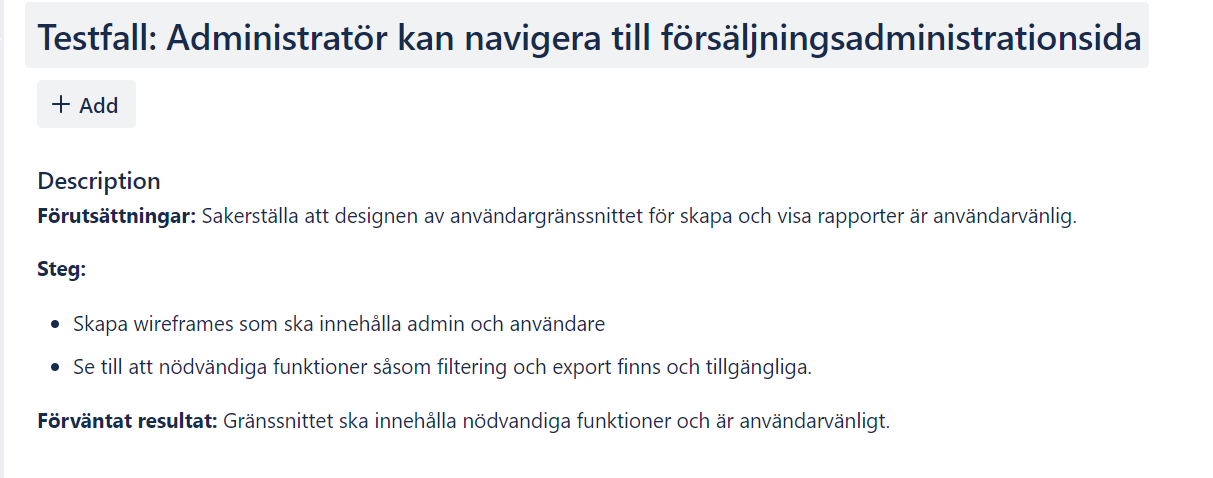 Testfall: Administratör kan navigera till försäljningsadministrationsida
+ Add
Description
Förutsättningar: Sakerställa att designen av användargränssnittet för skapa och visa rapporter är användarvänlig.
Steg:
• Skapa wireframes som ska innehålla admin och användare
• Se till att nödvändiga funktioner såsom filtering och export finns och tillgängliga.
Förväntat resultat: Gränssnittet ska innehålla nödvandiga funktioner och är användarvänligt.